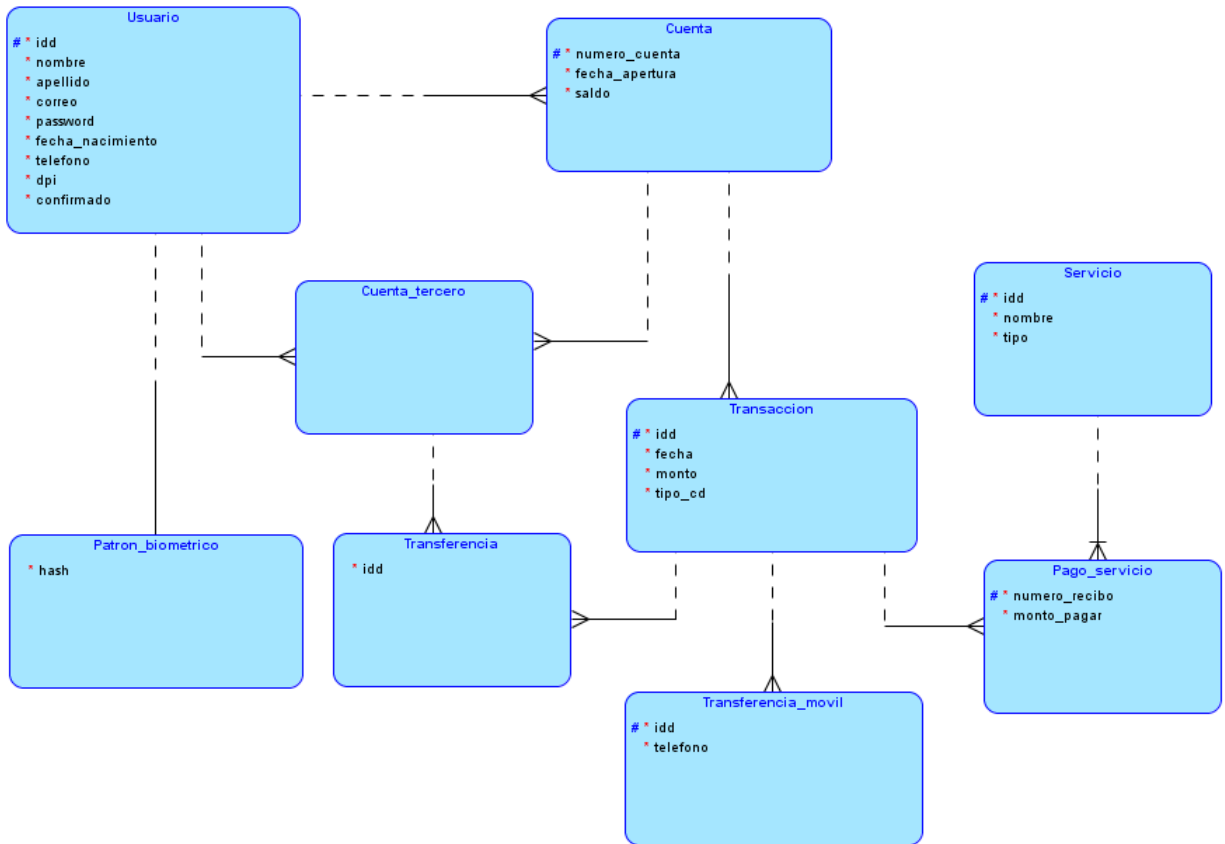 Usuario
# * idd
* nombre
* apellido
* correo
* password
* fecha_nacimiento
* telefono
* dpi
* confirmado
Cuenta
# * numero_cuenta
* fecha_apertura
* saldo
Cuenta_tercero
Servicio
# * idd
* nombre
* tipo
Transaccion
# * idd
* fecha
* monto
* tipo_cd
Patron_biometrico
* hash
Transferencia
* idd
Pago_servicio
# * numero_recibo
* monto_pagar
Transferencia_movil
# * idd
* telefono